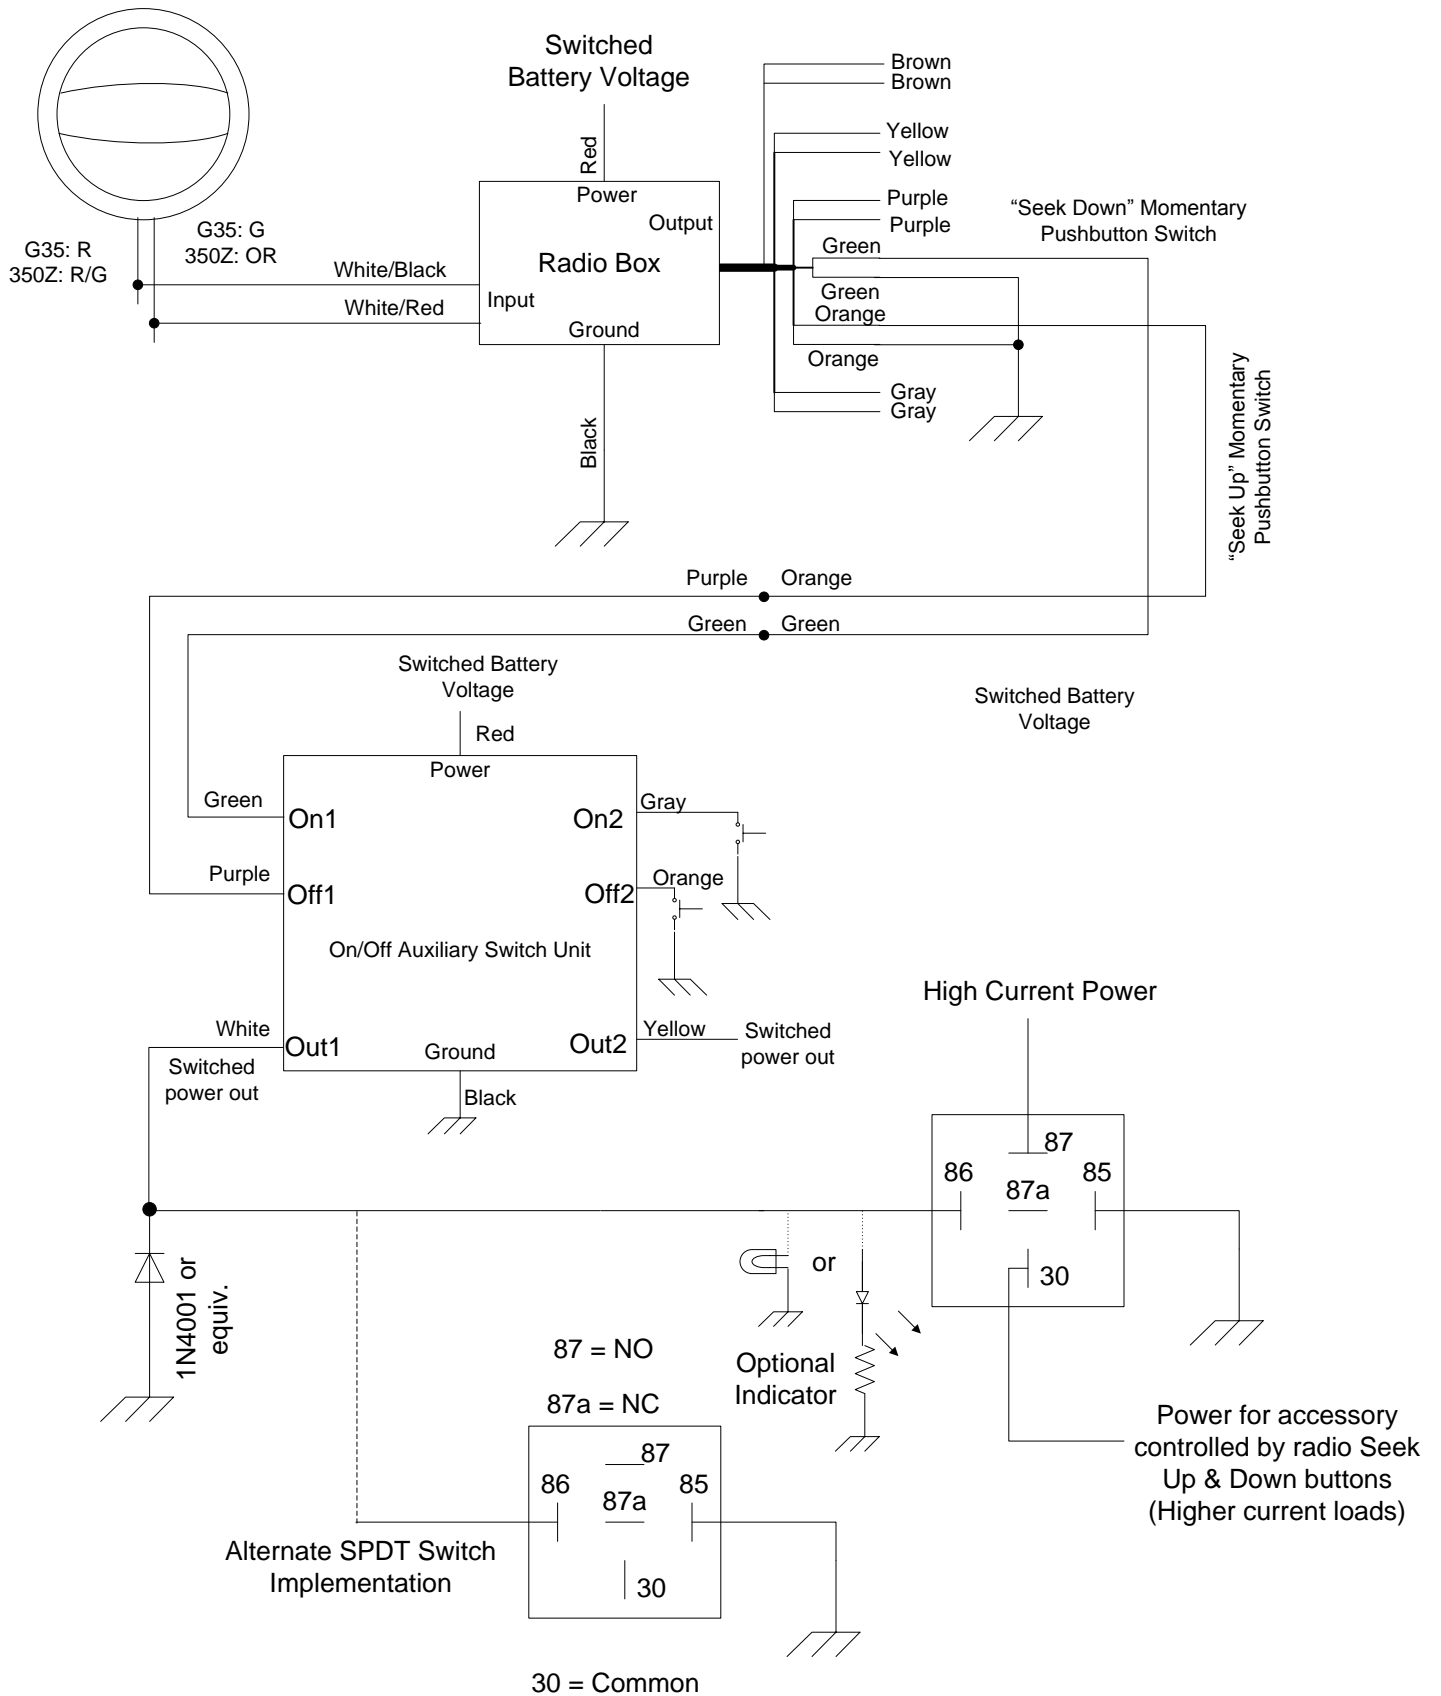 Switched
Battery Voltage
Brown
Brown
Yellow
Yellow
Red
Power
Output
Purple
Purple
“Seek Down” Momentary
Pushbutton Switch
G35: R
350Z: R/G
G35: G
350Z: OR
White/Black
Radio Box
Green
Green
Input
White/Red
Ground
Orange
Orange
Gray
Gray
Black
“Seek Up” Momentary
Pushbutton Switch
Purple
Orange
Green
Green
Switched Battery
Voltage
Switched Battery
Voltage
Red
Power
Green
On1
On2
Gray
Purple
Off1
Off2
Orange
On/Off Auxiliary Switch Unit
White
Out1
Switched
power out
Ground
Out2
Yellow
Switched
power out
Black
High Current Power
87
86
87a
85
30
1N4001 or
equiv.
or
Optional
Indicator
87 = NO
87a = NC
87
86
87a
85
30
Alternate SPDT Switch
Implementation
Power for accessory
controlled by radio Seek
Up & Down buttons
(Higher current loads)
30 = Common